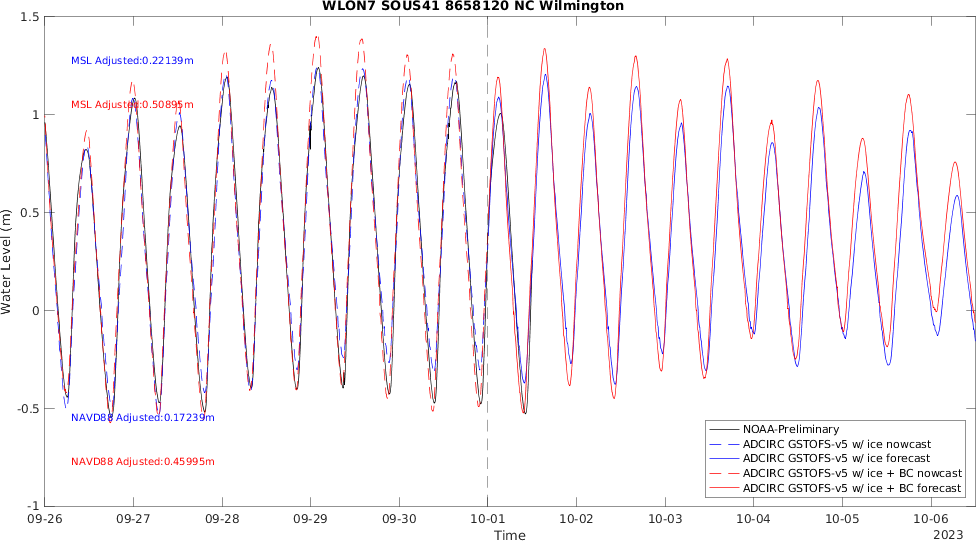 WLON7 SOUS41 8658120 NC Wilmington
1.5
MSL Adjusted:0.22139m
MSL Adjusted:0.50895m
1
0.5
Water Level (m)
0
-0.5
NAVD88 Adjusted:0.17239m
NAVD88 Adjusted:0.45995m
-1
NOAA-Preliminary
ADCIRC GSTOFS-v5 w/ ice nowcast
ADCIRC GSTOFS-v5 w/ ice forecast
ADCIRC GSTOFS-v5 w/ ice + BC nowcast
ADCIRC GSTOFS-v5 w/ ice + BC forecast
09-26 09-27 09-28 09-29 09-30 10-01 10-02 10-03 10-04 10-05 10-06
Time
2023